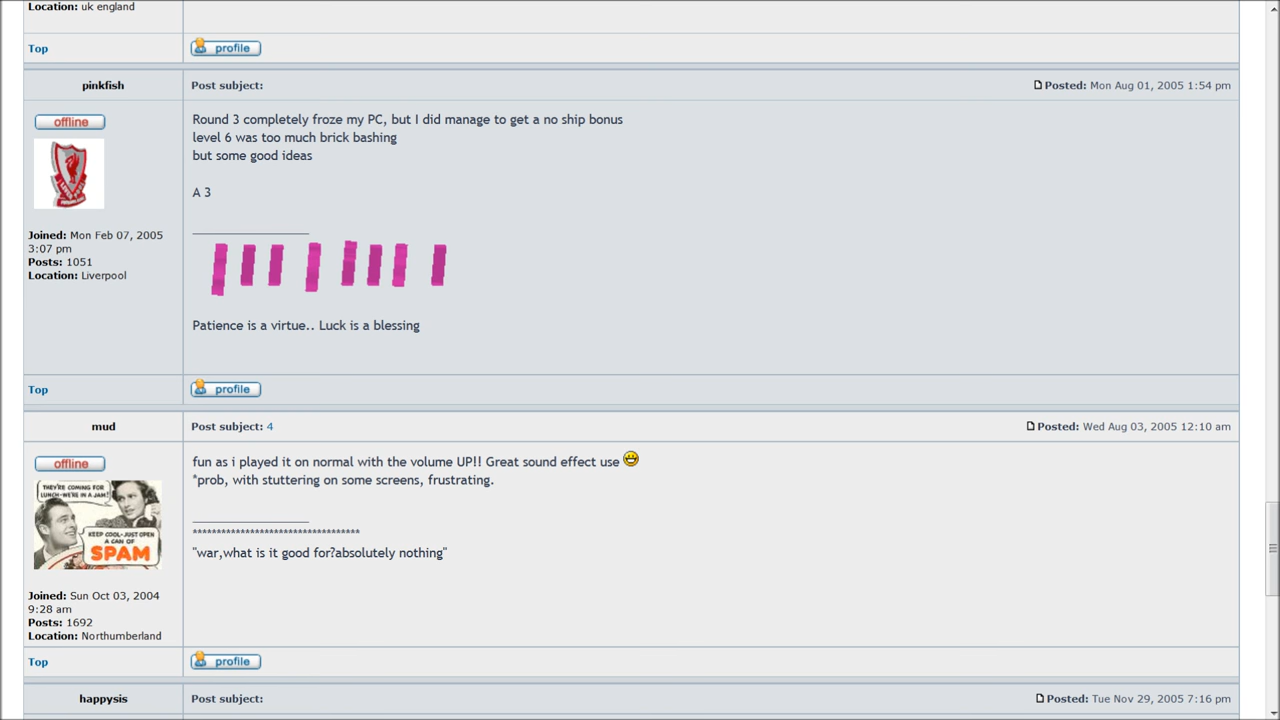 Location: uk england
Top
profile
pinkfish
Post subject:
Posted: Mon Aug 01, 2005 1:54 pm
offline
Round 3 completely froze my PC, but I did manage to get a no ship bonus
level 6 was too much brick bashing
but some good ideas
A 3
Joined: Mon Feb 07, 2005
3:07 pm
Posts: 1051
Location: Liverpool
Patience is a virtue.. Luck is a blessing
Top
profile
mud
Post subject: 4
Posted: Wed Aug 03, 2005 12:10 am
offline
fun as i played it on normal with the volume UP!! Great sound effect use
*prob, with stuttering on some screens, frustrating.
THEY'RE COMING FOR
LUNCH-WE'RE IN A JAM!
KEEP COOL-JUST OPEN
A CAN OF
SPAM
***********************************
"war,what is it good for?absolutely nothing"
Joined: Sun Oct 03, 2004
9:28 am
Posts: 1692
Location: Northumberland
Top
profile
happysis
Post subject:
Posted: Tue Nov 29, 2005 7:16 pm